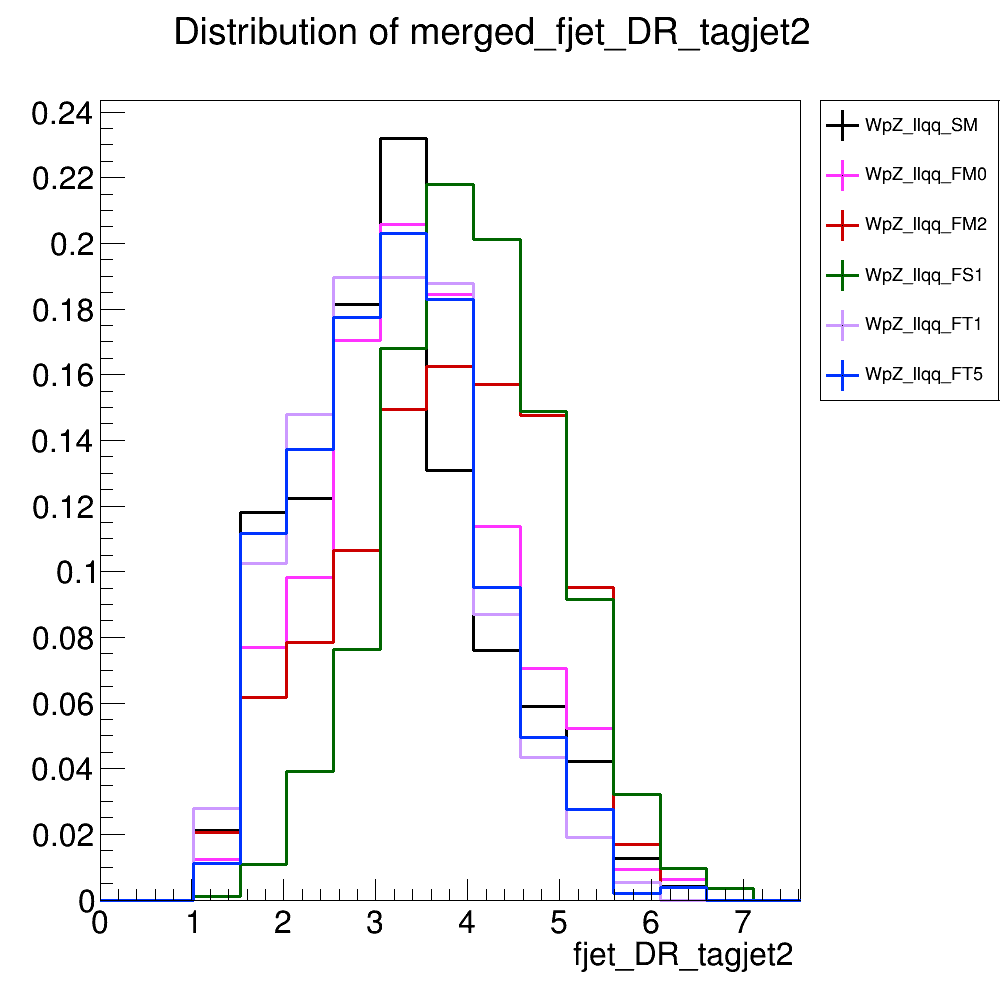 Distribution of merged_fjet_DR_tagjet2
0.24
0.22
0.2
0.18
0.16
0.14
0.12
0.1
0.08
0.06
0.04
0.02
0
0 1 2 3 4 5 6 7
fjet_DR_tagjet2
WpZ_llqq_SM
WpZ_llqq_FM0
WpZ_llqq_FM2
WpZ_llqq_FS1
WpZ_llqq_FT1
WpZ_llqq_FT5